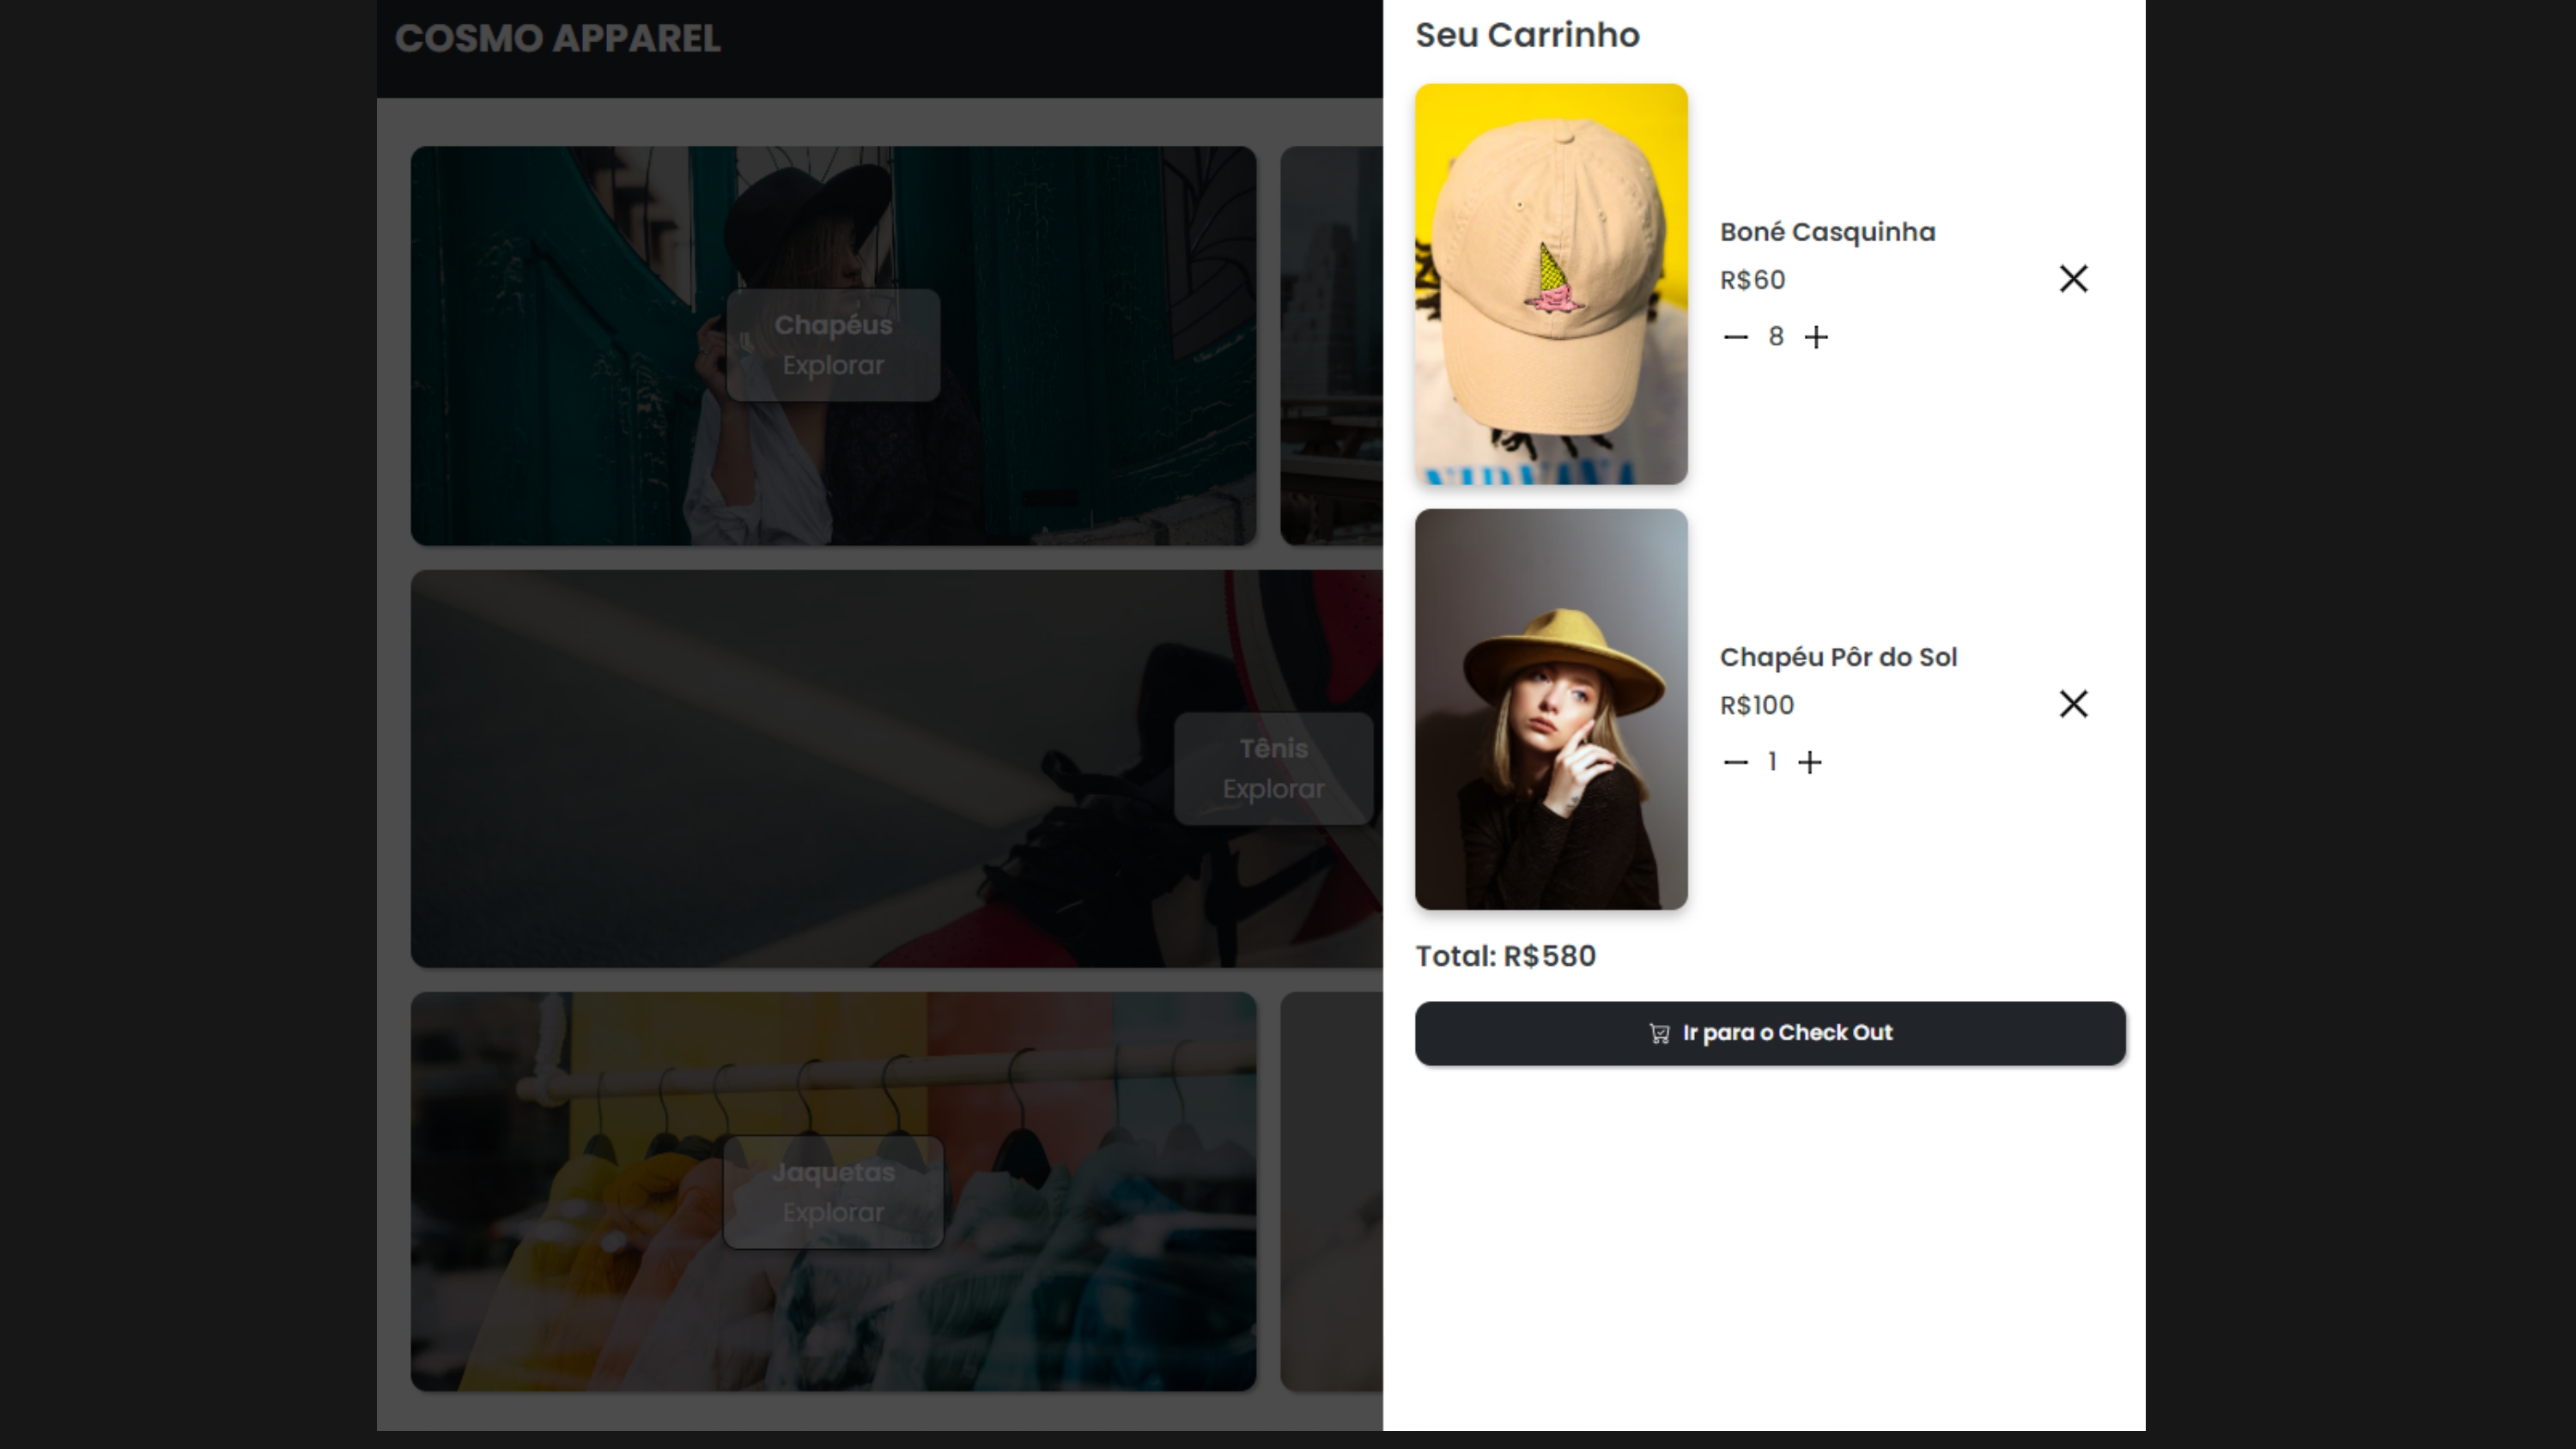 COSMO APPAREL
Chapéus
Explorar
Tênis
Explorar
Jaquetas
Explorar
Seu Carrinho
NIRVANA
Boné Casquinha
R$60
8
Chapéu Pôr do Sol
R$100
1
Total: R$580
Ir para o Check Out